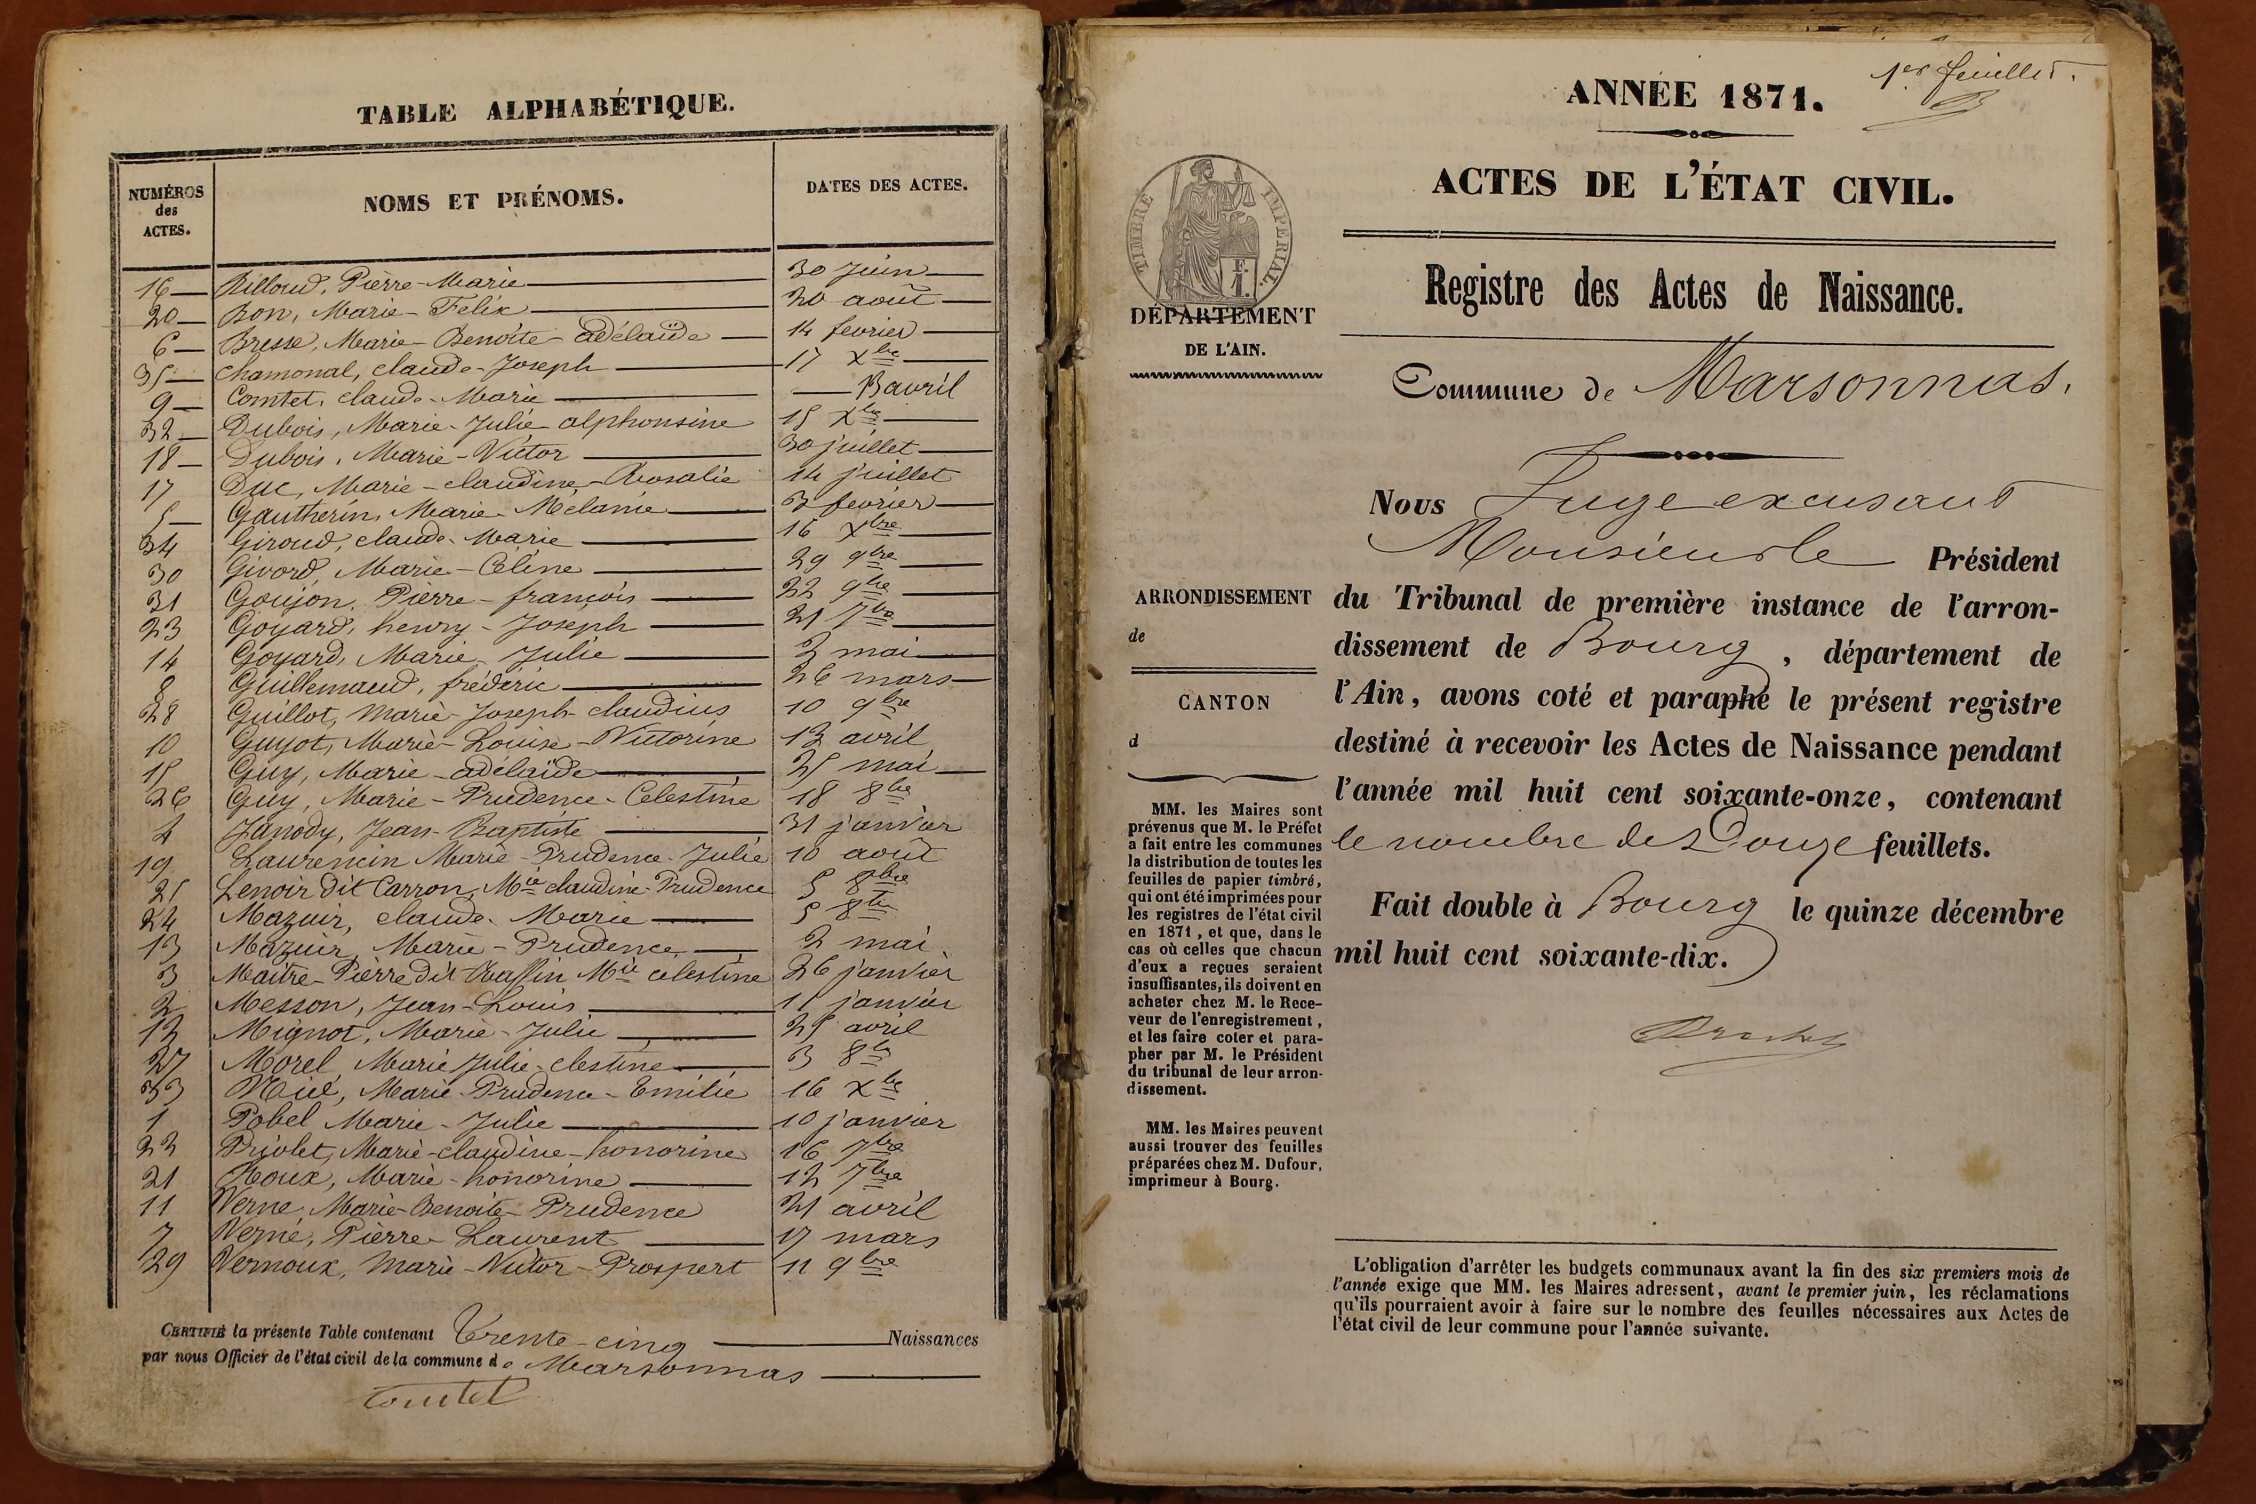 TABLE ALPHABÉTIQUE.
NUMÉROS des ACTES. NOMS ET PRÉNOMS. DATES DES ACTES.
16 — Billoud, Pierre-Marie — 30 juin —
20 — Bon, Marie-Felix — 20 août —
6 — Bresse, Marie-Benoite-adélaïde — 14 fevrier —
35 — Chamonal, claude-Joseph — 17 Xbre —
9 — Comtet, claude-Marie — 13 avril
32 — Dubois, Marie-Julie alphonsine 15 Xbre —
18 — Dubois, Marie-Victor — 30 juillet —
17 Duc, Marie-claudine-Rosalie 14 juillet
5 — Gautherin, Marie-Mélanie — 3 fevrier —
34 Giroud, claude-Marie — 16 Xbre —
30 Givord, Marie-Céline — 29 9bre —
31 Goujon, Pierre-françois — 22 9bre —
23 Goyard, henry-Joseph — 21 7bre —
14 Goyard, Marie Julie — 2 mai —
8 Guillemaud, fréderic — 26 mars —
28 Guillot, Marie-Joseph-claudius 10 9bre
10 Guyot, Marie-Louise-Victorine 13 avril
15 Guy, Marie-adélaïde — 25 mai —
26 Guy, Marie-Prudence-Celestine 18 8bre
4 Janody, Jean-Baptiste — 31 janvier
19 Laurencin Marie-Prudence-Julie 10 août
25 Lenoir dit Carron, Mie claudine-Prudence 5 8bre
24 Mazuir, claude-Marie — 5 8bre
13 Mazuir, Marie-Prudence — 2 mai
3 Maitre-Pierre dit Maffin Mie celestine 26 janvier
2 Messon, Jean-Louis — 11 janvier
12 Mignot, Marie-Julie — 25 avril
27 Morel Marie Julie-clestine — 3 8bre
33 Niel, Marie-Prudence-Emilie 16 Xbre
1 Pobel Marie-Julie — 10 janvier
22 Priolet, Marie-claudine-honorine 16 7bre
21 Roux, Marie-honorine — 12 7bre
11 Verne Marie-Benoite-Prudence 21 avril
7 Verne, Pierre-Laurent — 17 mars
29 Vernoux, Marie-Victor-Prospert 11 9bre
CERTIFIÉ la présente Table contenant Trente-cinq — Naissances
par nous Officier de l'état civil de la commune de Marsonnas —
Comtet
1er feuillet.
ANNÉE 1871.
ACTES DE L'ÉTAT CIVIL.
TIMBRE IMPERIAL.
F.
1.
DÉPARTEMENT
DE L'AIN.
Registre des Actes de Naissance.
Commune de Marsonnas.
Nous Juge excusant
Monsieur le Président
du Tribunal de première instance de l'arron-
dissement de Bourg, département de
l'Ain, avons coté et paraphé le présent registre
destiné à recevoir les Actes de Naissance pendant
l'année mil huit cent soixante-onze, contenant
le nombre de Douze feuillets.
Fait double à Bourg le quinze décembre
mil huit cent soixante-dix.
ARRONDISSEMENT
de
CANTON
d
MM. les Maires sont
prévenus que M. le Préfet
a fait entre les communes
la distribution de toutes les
feuilles de papier timbré,
qui ont été imprimées pour
les registres de l'état civil
en 1871, et que, dans le
cas où celles que chacun
d'eux a reçues seraient
insuffisantes, ils doivent en
acheter chez M. le Rece-
veur de l'enregistrement,
et les faire coter et para-
pher par M. le Président
du tribunal de leur arron-
dissement.
MM. les Maires peuvent
aussi trouver des feuilles
préparées chez M. Dufour,
imprimeur à Bourg.
L'obligation d'arrêter les budgets communaux avant la fin des six premiers mois de
l'année exige que MM. les Maires adressent, avant le premier juin, les réclamations
qu'ils pourraient avoir à faire sur le nombre des feuilles nécessaires aux Actes de
l'état civil de leur commune pour l'année suivante.